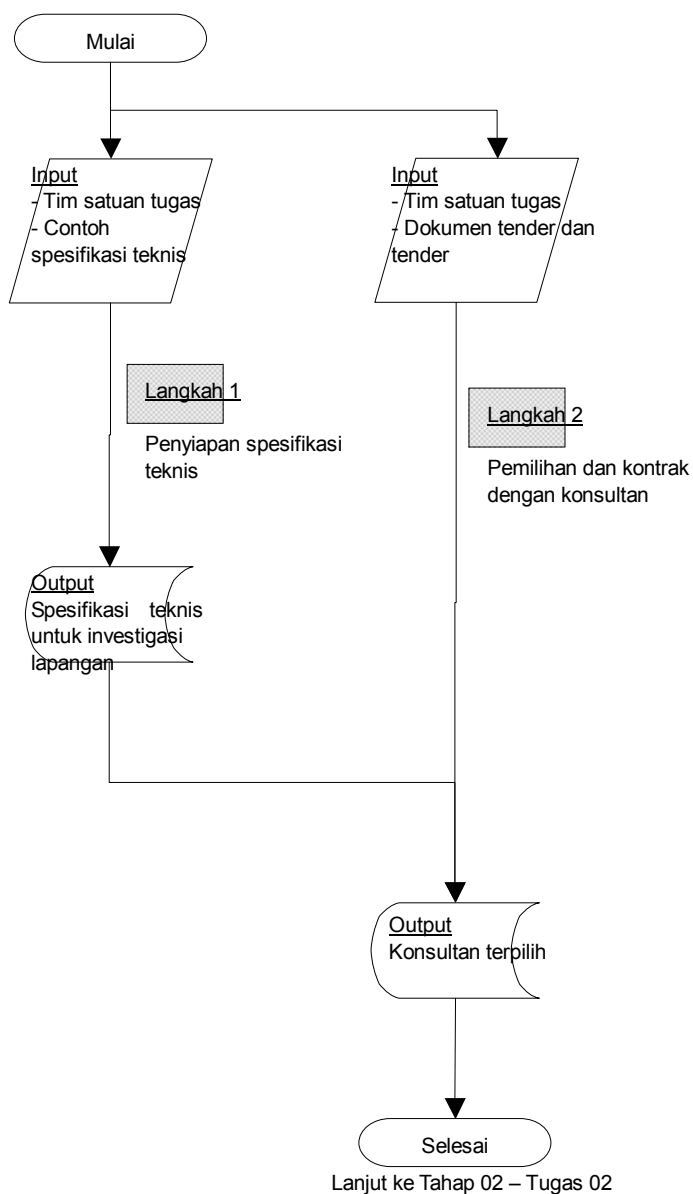 Mulai
Input
- Tim satuan tugas
- Contoh
spesifikasi teknis
Input
- Tim satuan tugas
- Dokumen tender dan
tender
Langkah 1
Penyiapan spesifikasi
teknis
Langkah 2
Pemilihan dan kontrak
dengan konsultan
Output
Spesifikasi teknis
untuk investigasi
lapangan
Output
Konsultan terpilih
Selesai
Lanjut ke Tahap 02 – Tugas 02